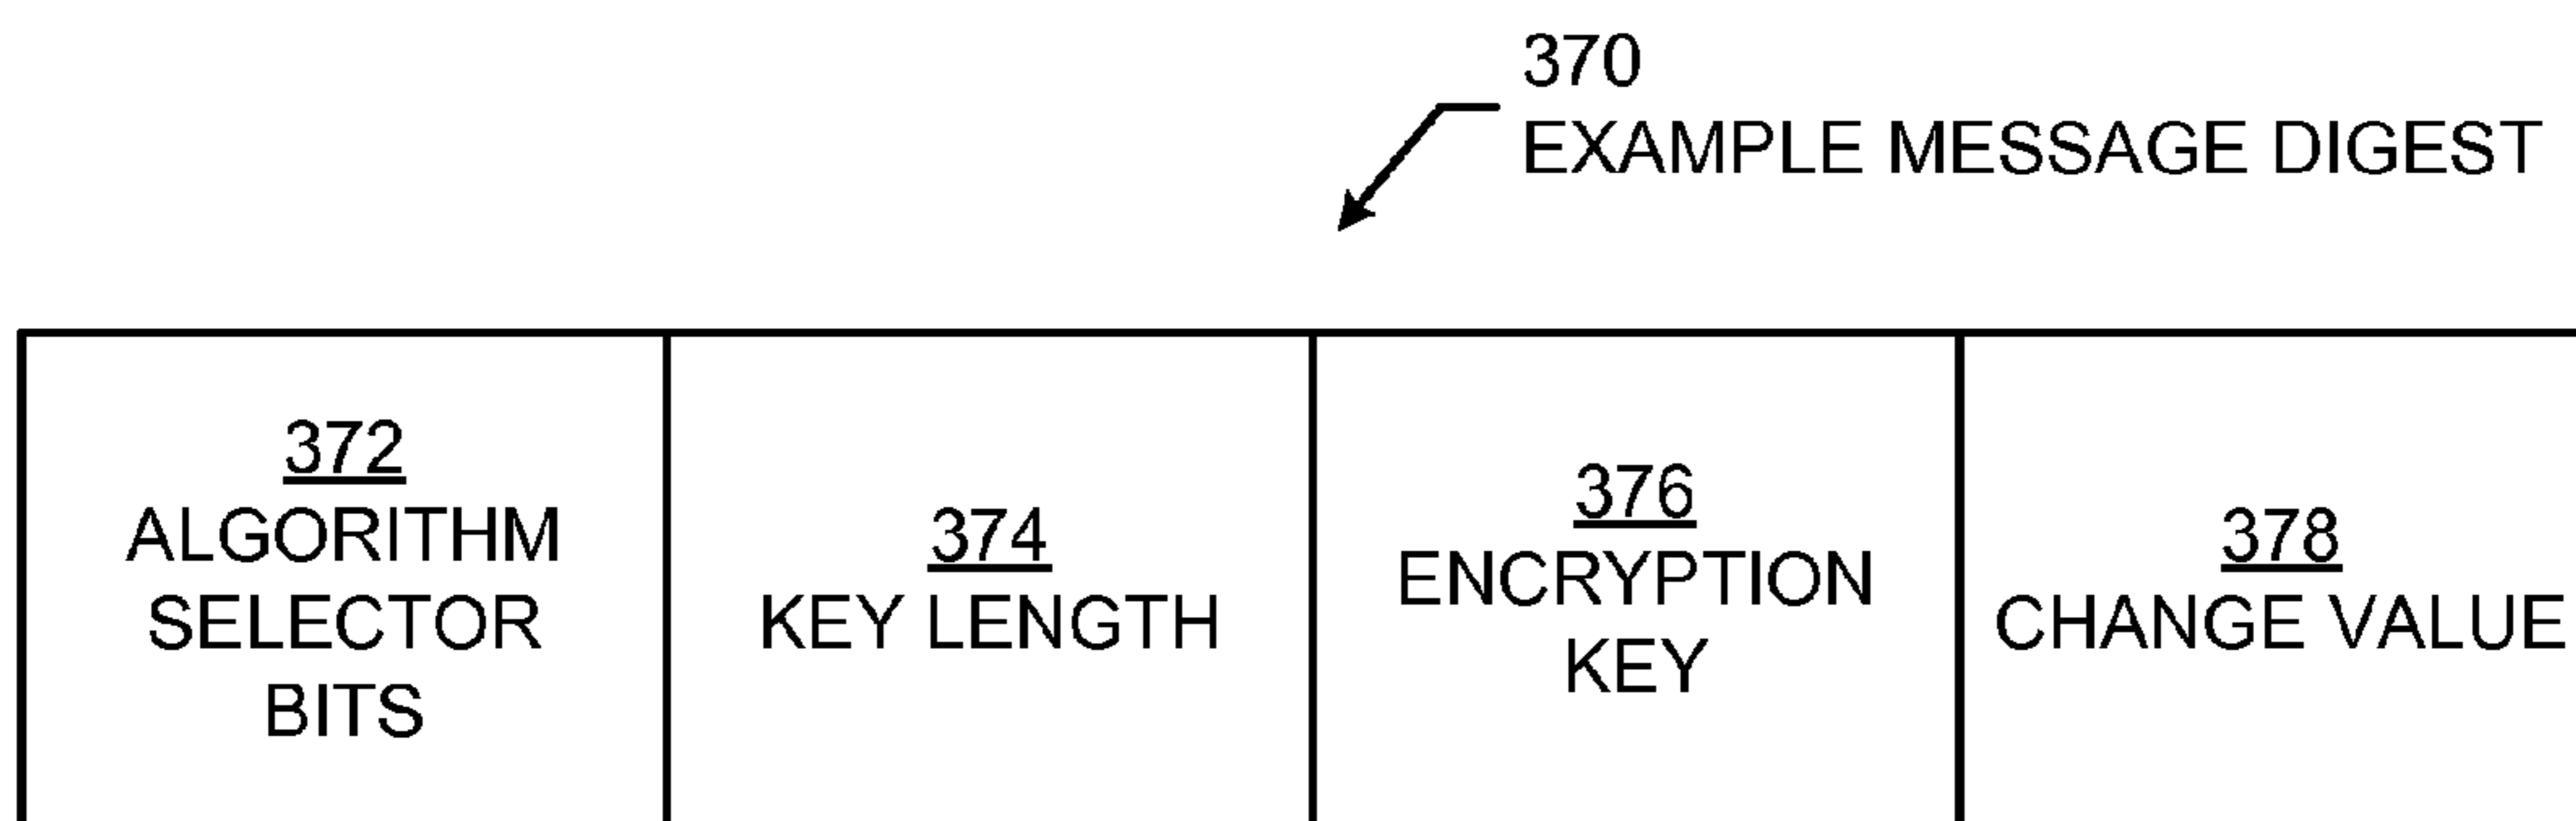 370
EXAMPLE MESSAGE DIGEST
372
ALGORITHM
SELECTOR
BITS
374
KEY LENGTH
376
ENCRYPTION
KEY
378
CHANGE VALUE